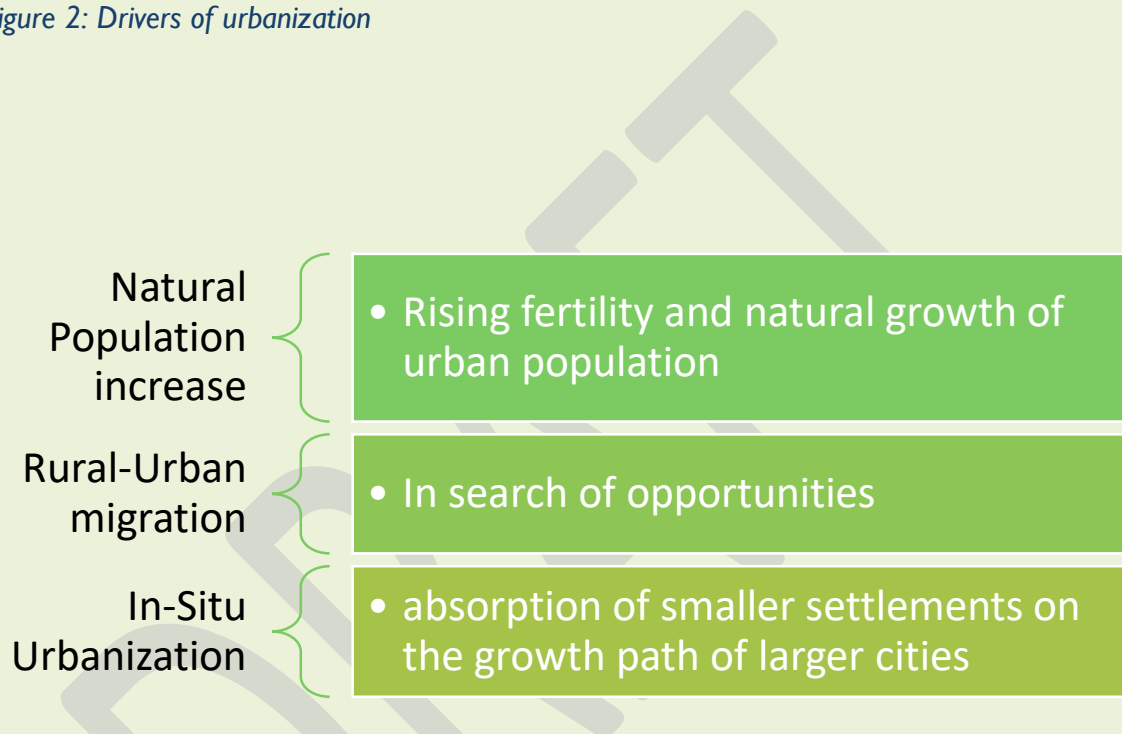 igure 2: Drivers of urbanization
Natural
Population
increase
• Rising fertility and natural growth of
urban population
Rural-Urban
migration
• In search of opportunities
In-Situ
Urbanization
• absorption of smaller settlements on
the growth path of larger cities
DRAFT